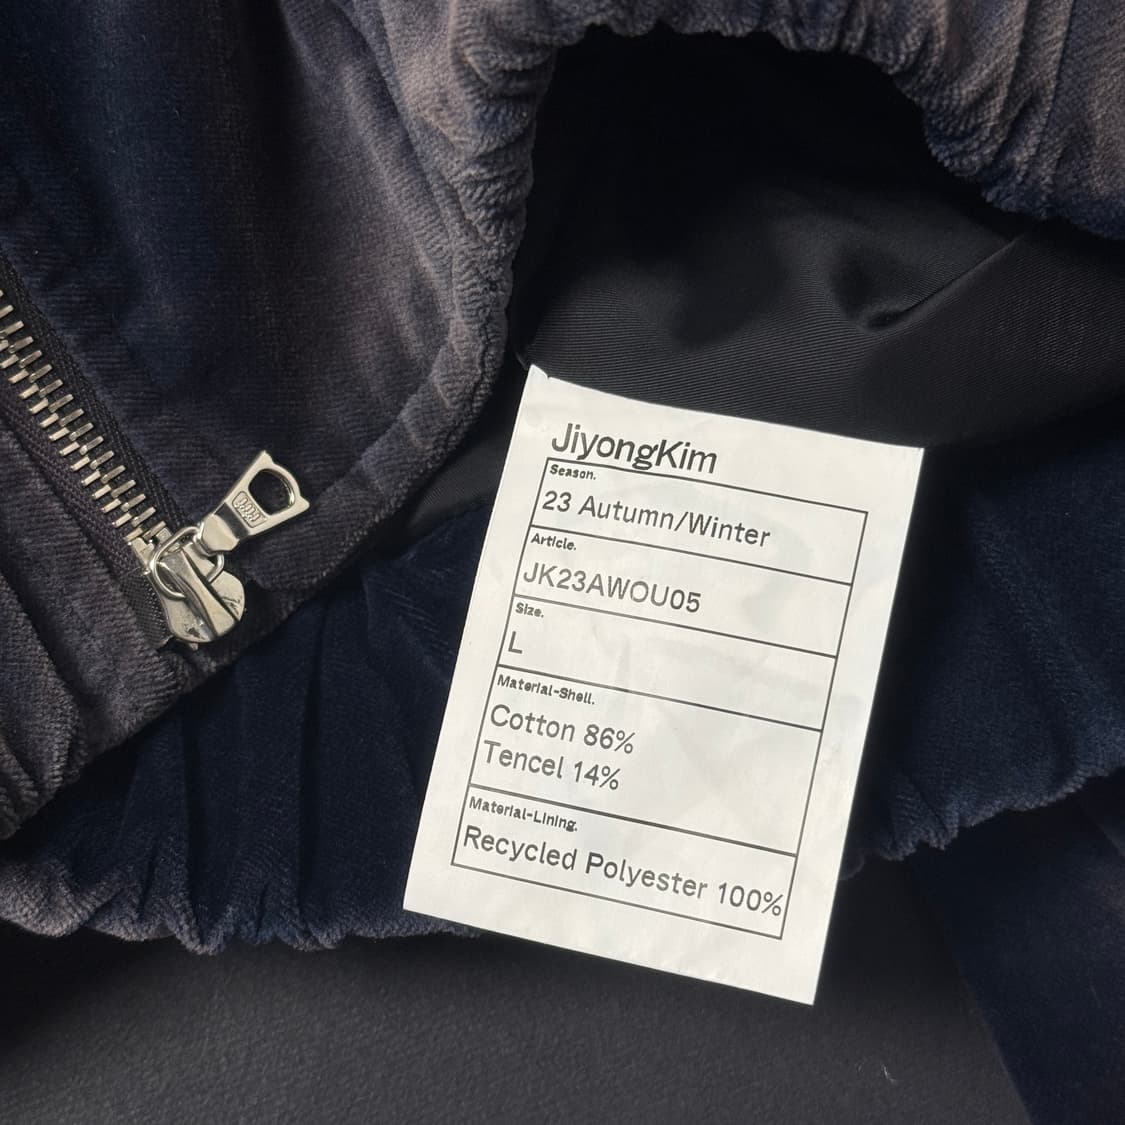 JiyongKim
Season.
23 Autumn/Winter
Article.
JK23AWOU05
Size.
L
Material-Shell.
Cotton 86%
Tencel 14%
Material-Lining.
Recycled Polyester 100%